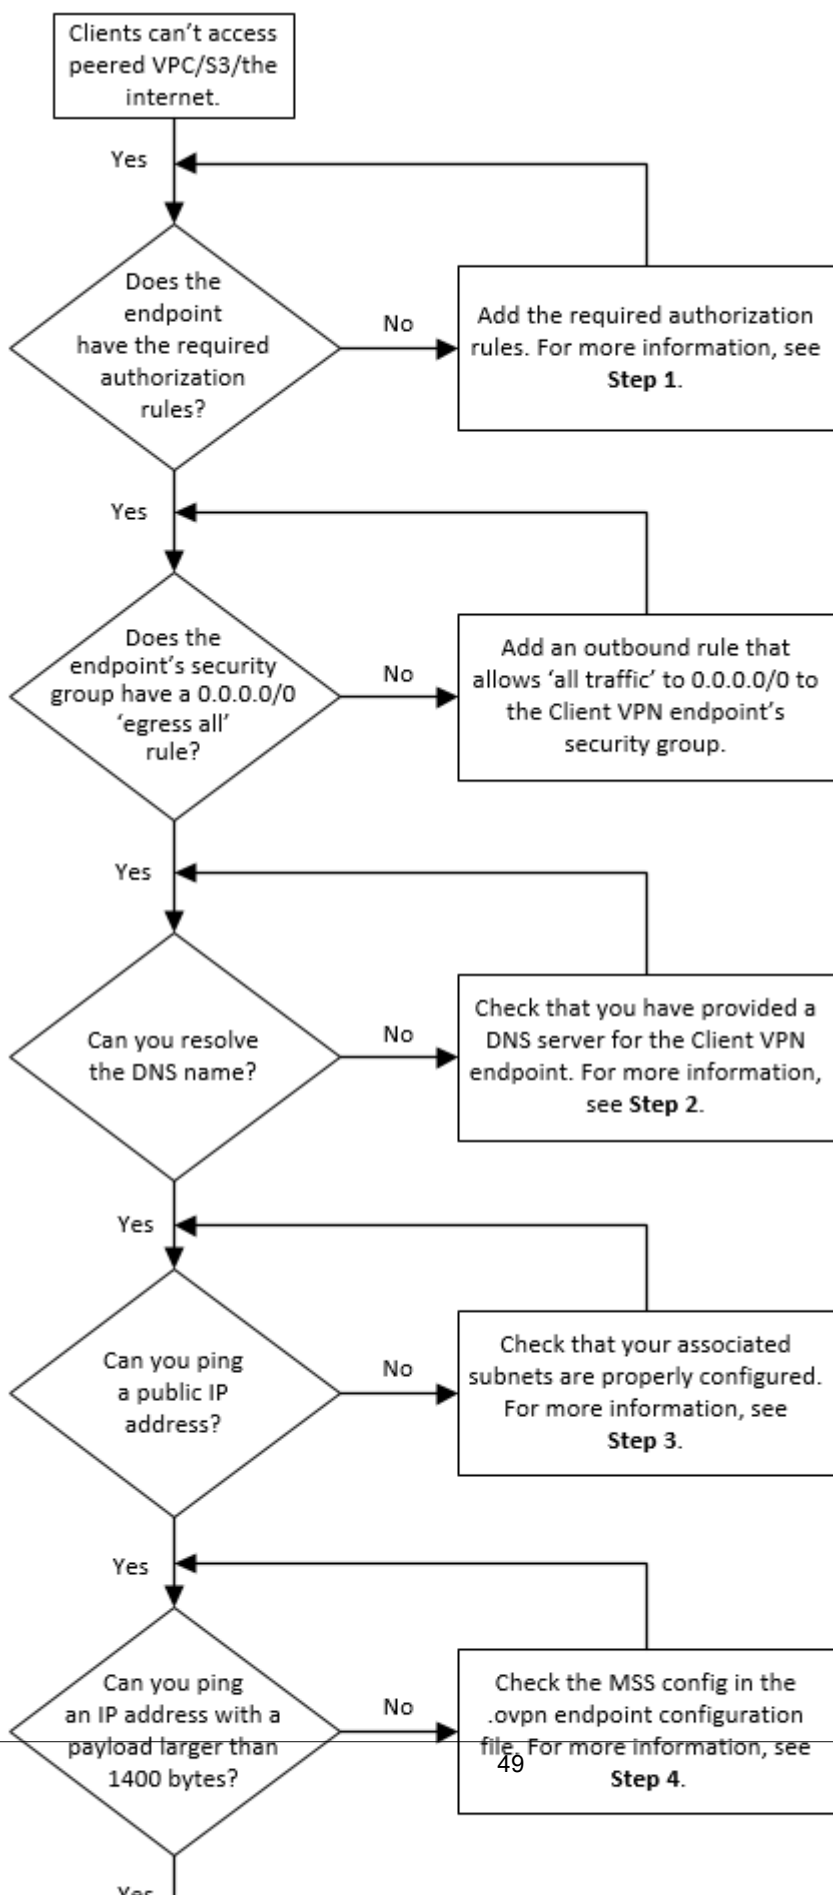 Clients can't access
peered VPC/S3/the
internet.
Yes
Does the
endpoint
have the required
authorization
rules?
No
Add the required authorization
rules. For more information, see
Step 1.
Yes
Does the
endpoint's security
group have a 0.0.0.0/0
'egress all'
rule?
No
Add an outbound rule that
allows 'all traffic' to 0.0.0.0/0 to
the Client VPN endpoint's
security group.
Yes
Can you resolve
the DNS name?
No
Check that you have provided a
DNS server for the Client VPN
endpoint. For more information,
see Step 2.
Yes
Can you ping
a public IP
address?
No
Check that your associated
subnets are properly configured.
For more information, see
Step 3.
Yes
Can you ping
an IP address with a
payload larger than
1400 bytes?
No
Check the MSS config in the
.ovpn endpoint configuration
file. For more information, see
Step 4.
49
Yes